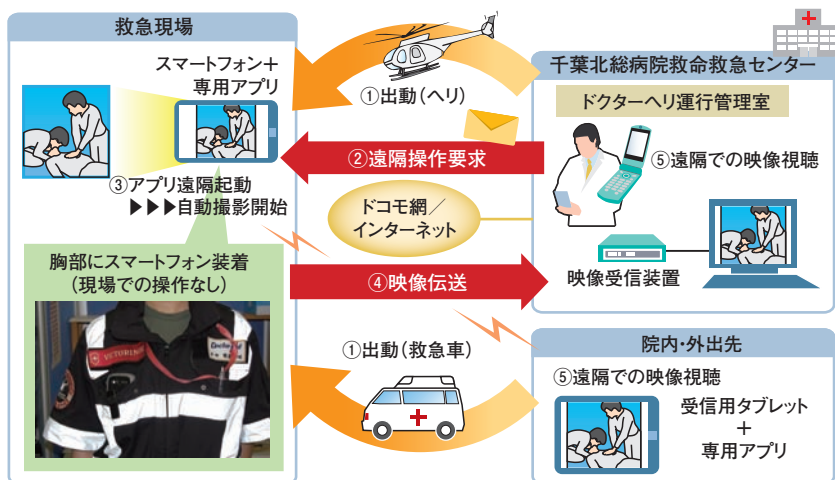 救急現場
スマートフォン＋
専用アプリ
③アプリ遠隔起動
▶▶▶自動撮影開始
胸部にスマートフォン装着
（現場での操作なし）
①出動（ヘリ）
②遠隔操作要求
ドコモ網／
インターネット
④映像伝送
①出動（救急車）
千葉北総病院救命救急センター
ドクターヘリ運行管理室
⑤遠隔での映像視聴
映像受信装置
院内・外出先
⑤遠隔での映像視聴
受信用タブレット
＋
専用アプリ